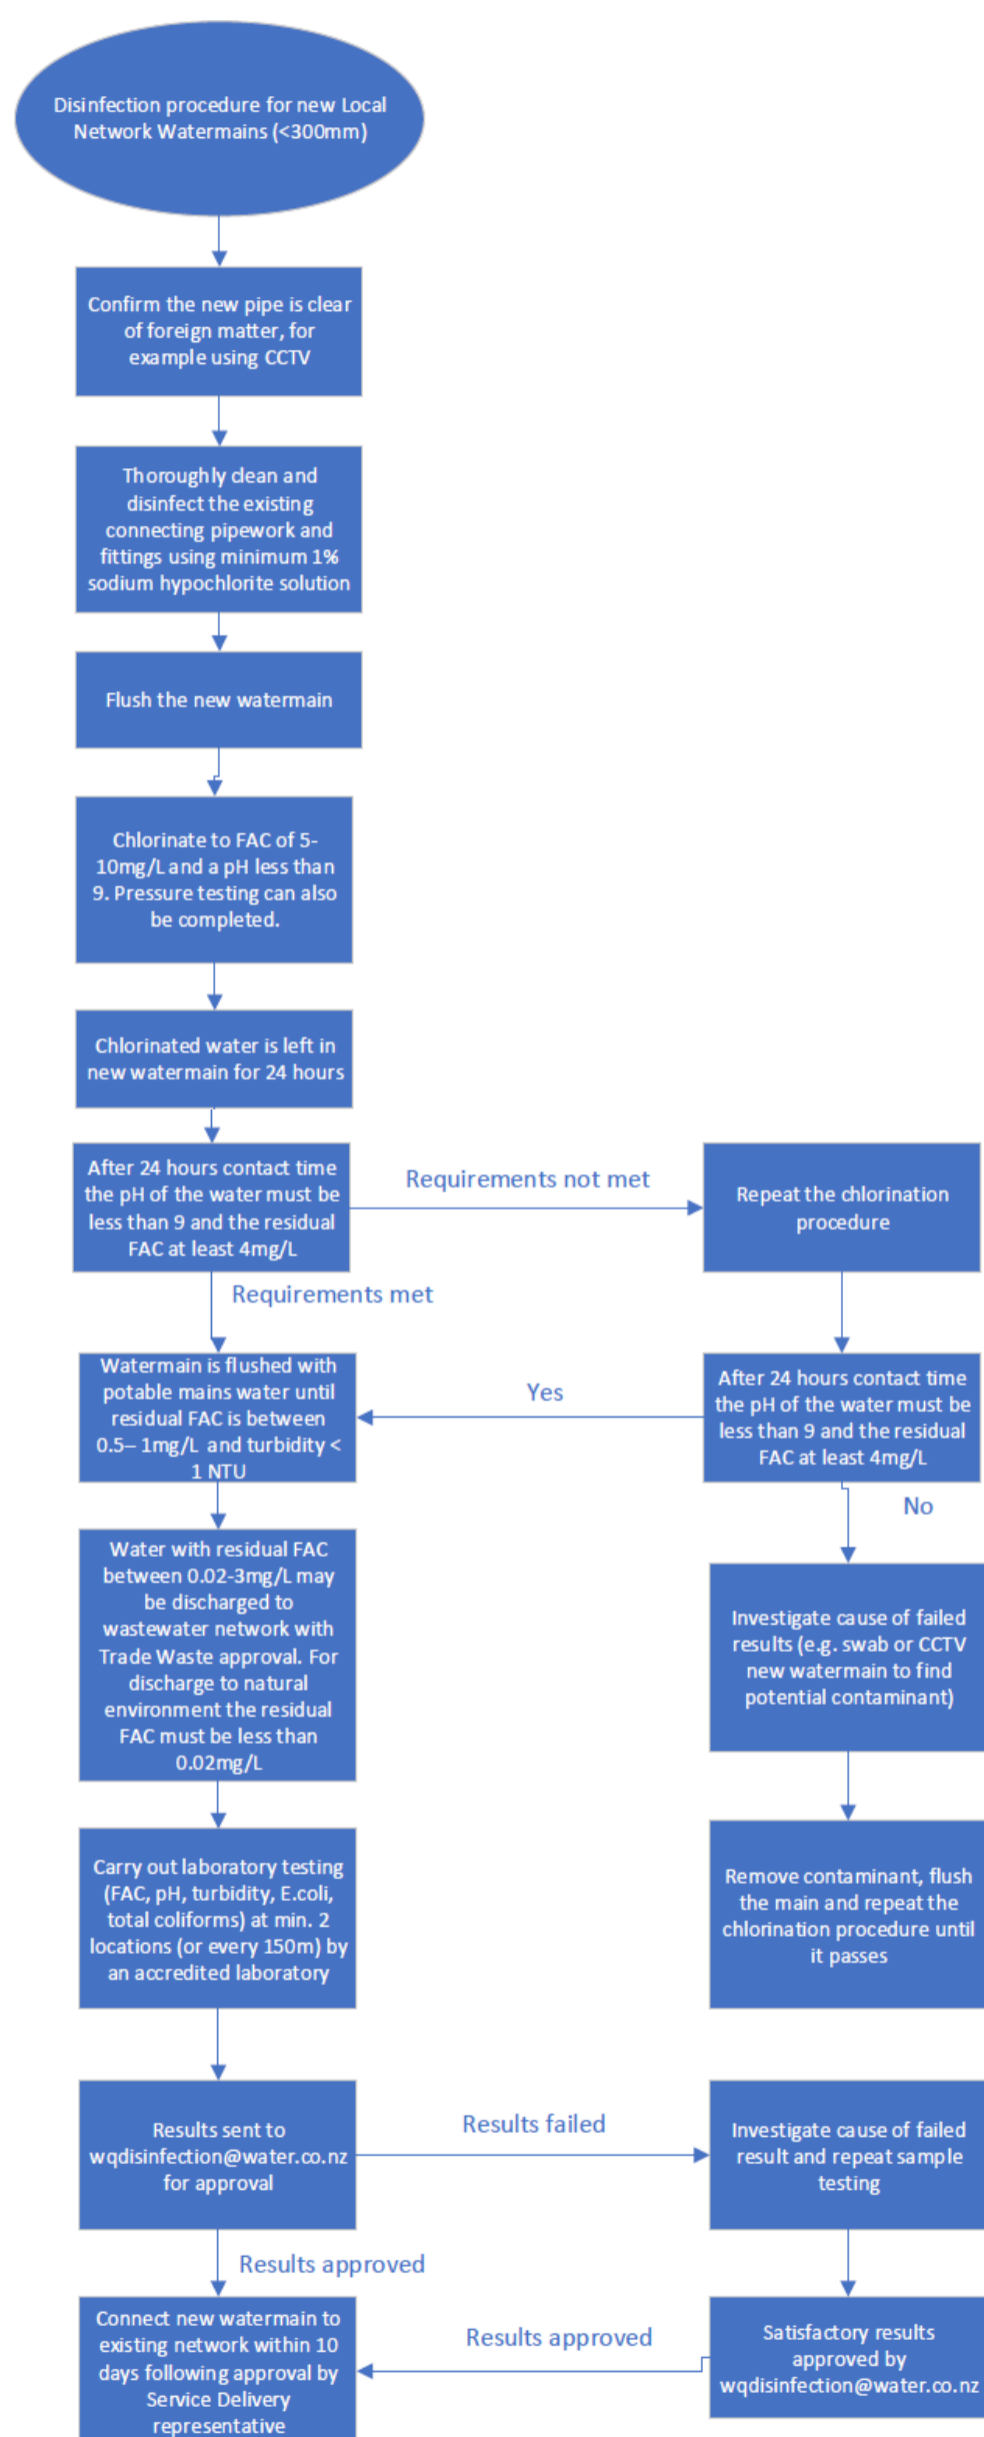 Disinfection procedure for new Local
Network Watermains (<300mm)
Confirm the new pipe is clear
of foreign matter, for
example using CCTV
Thoroughly clean and
disinfect the existing
connecting pipework and
fittings using minimum 1%
sodium hypochlorite solution
Flush the new watermain
Chlorinate to FAC of 5-
10mg/L and a pH less than
9. Pressure testing can also
be completed.
Chlorinated water is left in
new watermain for 24 hours
After 24 hours contact time
the pH of the water must be
less than 9 and the residual
FAC at least 4mg/L
Requirements not met
Repeat the chlorination
procedure
Requirements met
Watermain is flushed with
potable mains water until
residual FAC is between
0.5– 1mg/L and turbidity <
1 NTU
Yes
After 24 hours contact time
the pH of the water must be
less than 9 and the residual
FAC at least 4mg/L
No
Water with residual FAC
between 0.02-3mg/L may
be discharged to
wastewater network with
Trade Waste approval. For
discharge to natural
environment the residual
FAC must be less than
0.02mg/L
Investigate cause of failed
results (e.g. swab or CCTV
new watermain to find
potential contaminant)
Carry out laboratory testing
(FAC, pH, turbidity, E.coli,
total coliforms) at min. 2
locations (or every 150m) by
an accredited laboratory
Remove contaminant, flush
the main and repeat the
chlorination procedure until
it passes
Results sent to
wqdisinfection@water.co.nz
for approval
Results failed
Investigate cause of failed
result and repeat sample
testing
Results approved
Connect new watermain to
existing network within 10
days following approval by
Service Delivery
representative
Results approved
Satisfactory results
approved by
wqdisinfection@water.co.nz